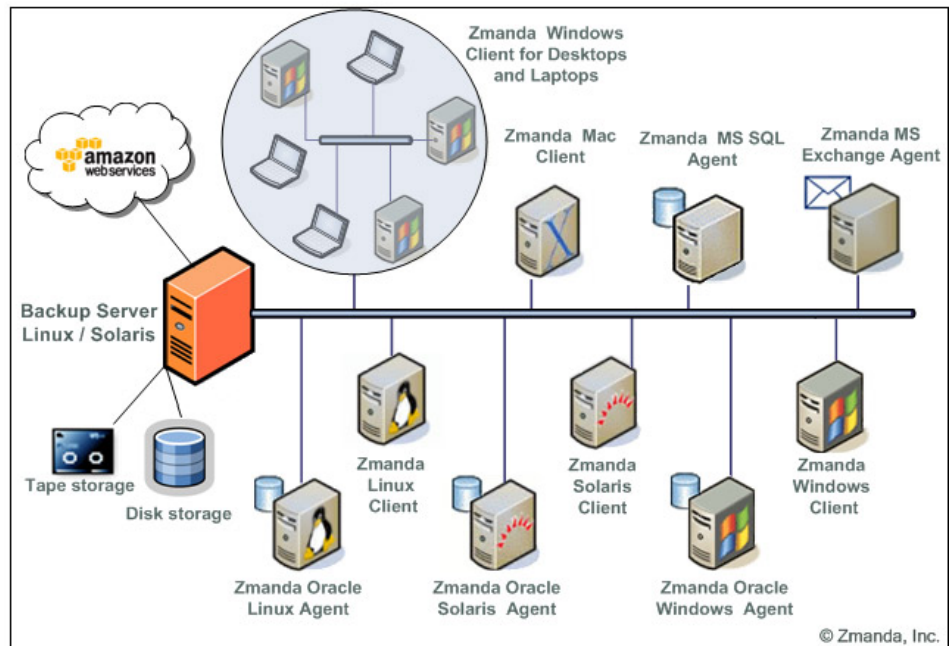 Zmanda Windows
Client for Desktops
and Laptops
amazon
webservices
Zmanda Mac
Client
Zmanda MS SQL
Agent
Zmanda MS
Exchange Agent
Backup Server
Linux / Solaris
Tape storage
Disk storage
Zmanda
Linux
Client
Zmanda
Solaris
Client
Zmanda
Windows
Client
Zmanda Oracle
Linux Agent
Zmanda Oracle
Solaris Agent
Zmanda Oracle
Windows Agent
© Zmanda, Inc.